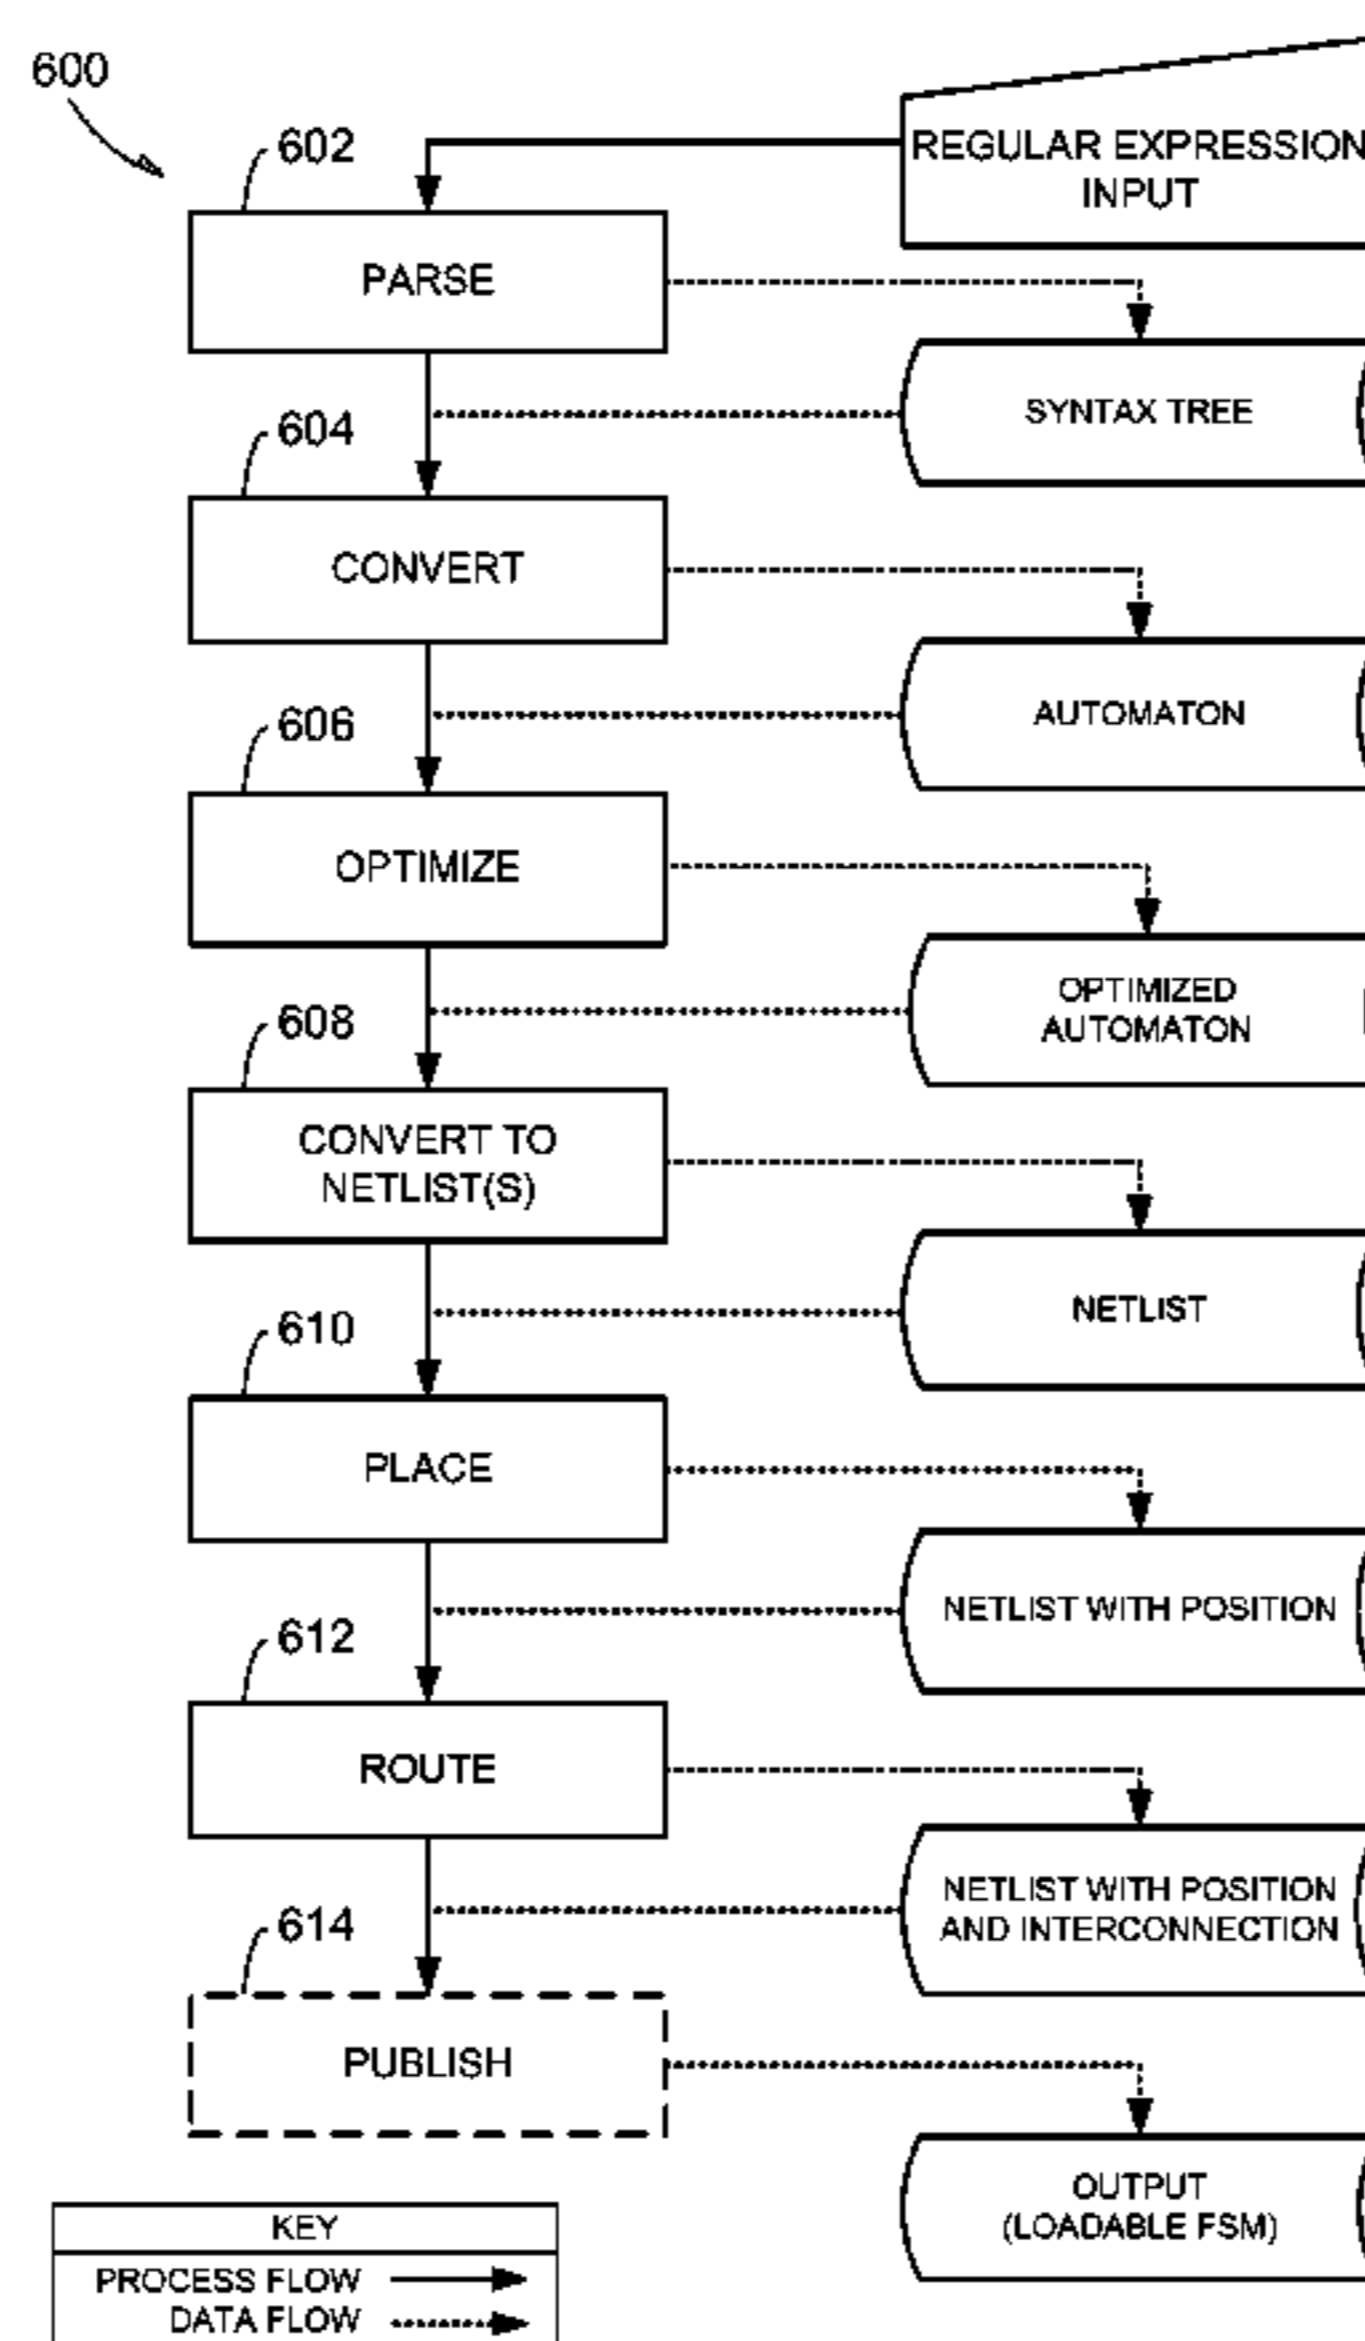 600
602
REGULAR EXPRESSION
INPUT
PARSE
SYNTAX TREE
604
CONVERT
AUTOMATON
606
OPTIMIZE
OPTIMIZED
AUTOMATON
608
CONVERT TO
NETLIST(S)
NETLIST
610
PLACE
NETLIST WITH POSITION
612
ROUTE
NETLIST WITH POSITION
AND INTERCONNECTION
614
PUBLISH
OUTPUT
(LOADABLE FSM)
KEY
PROCESS FLOW
DATA FLOW